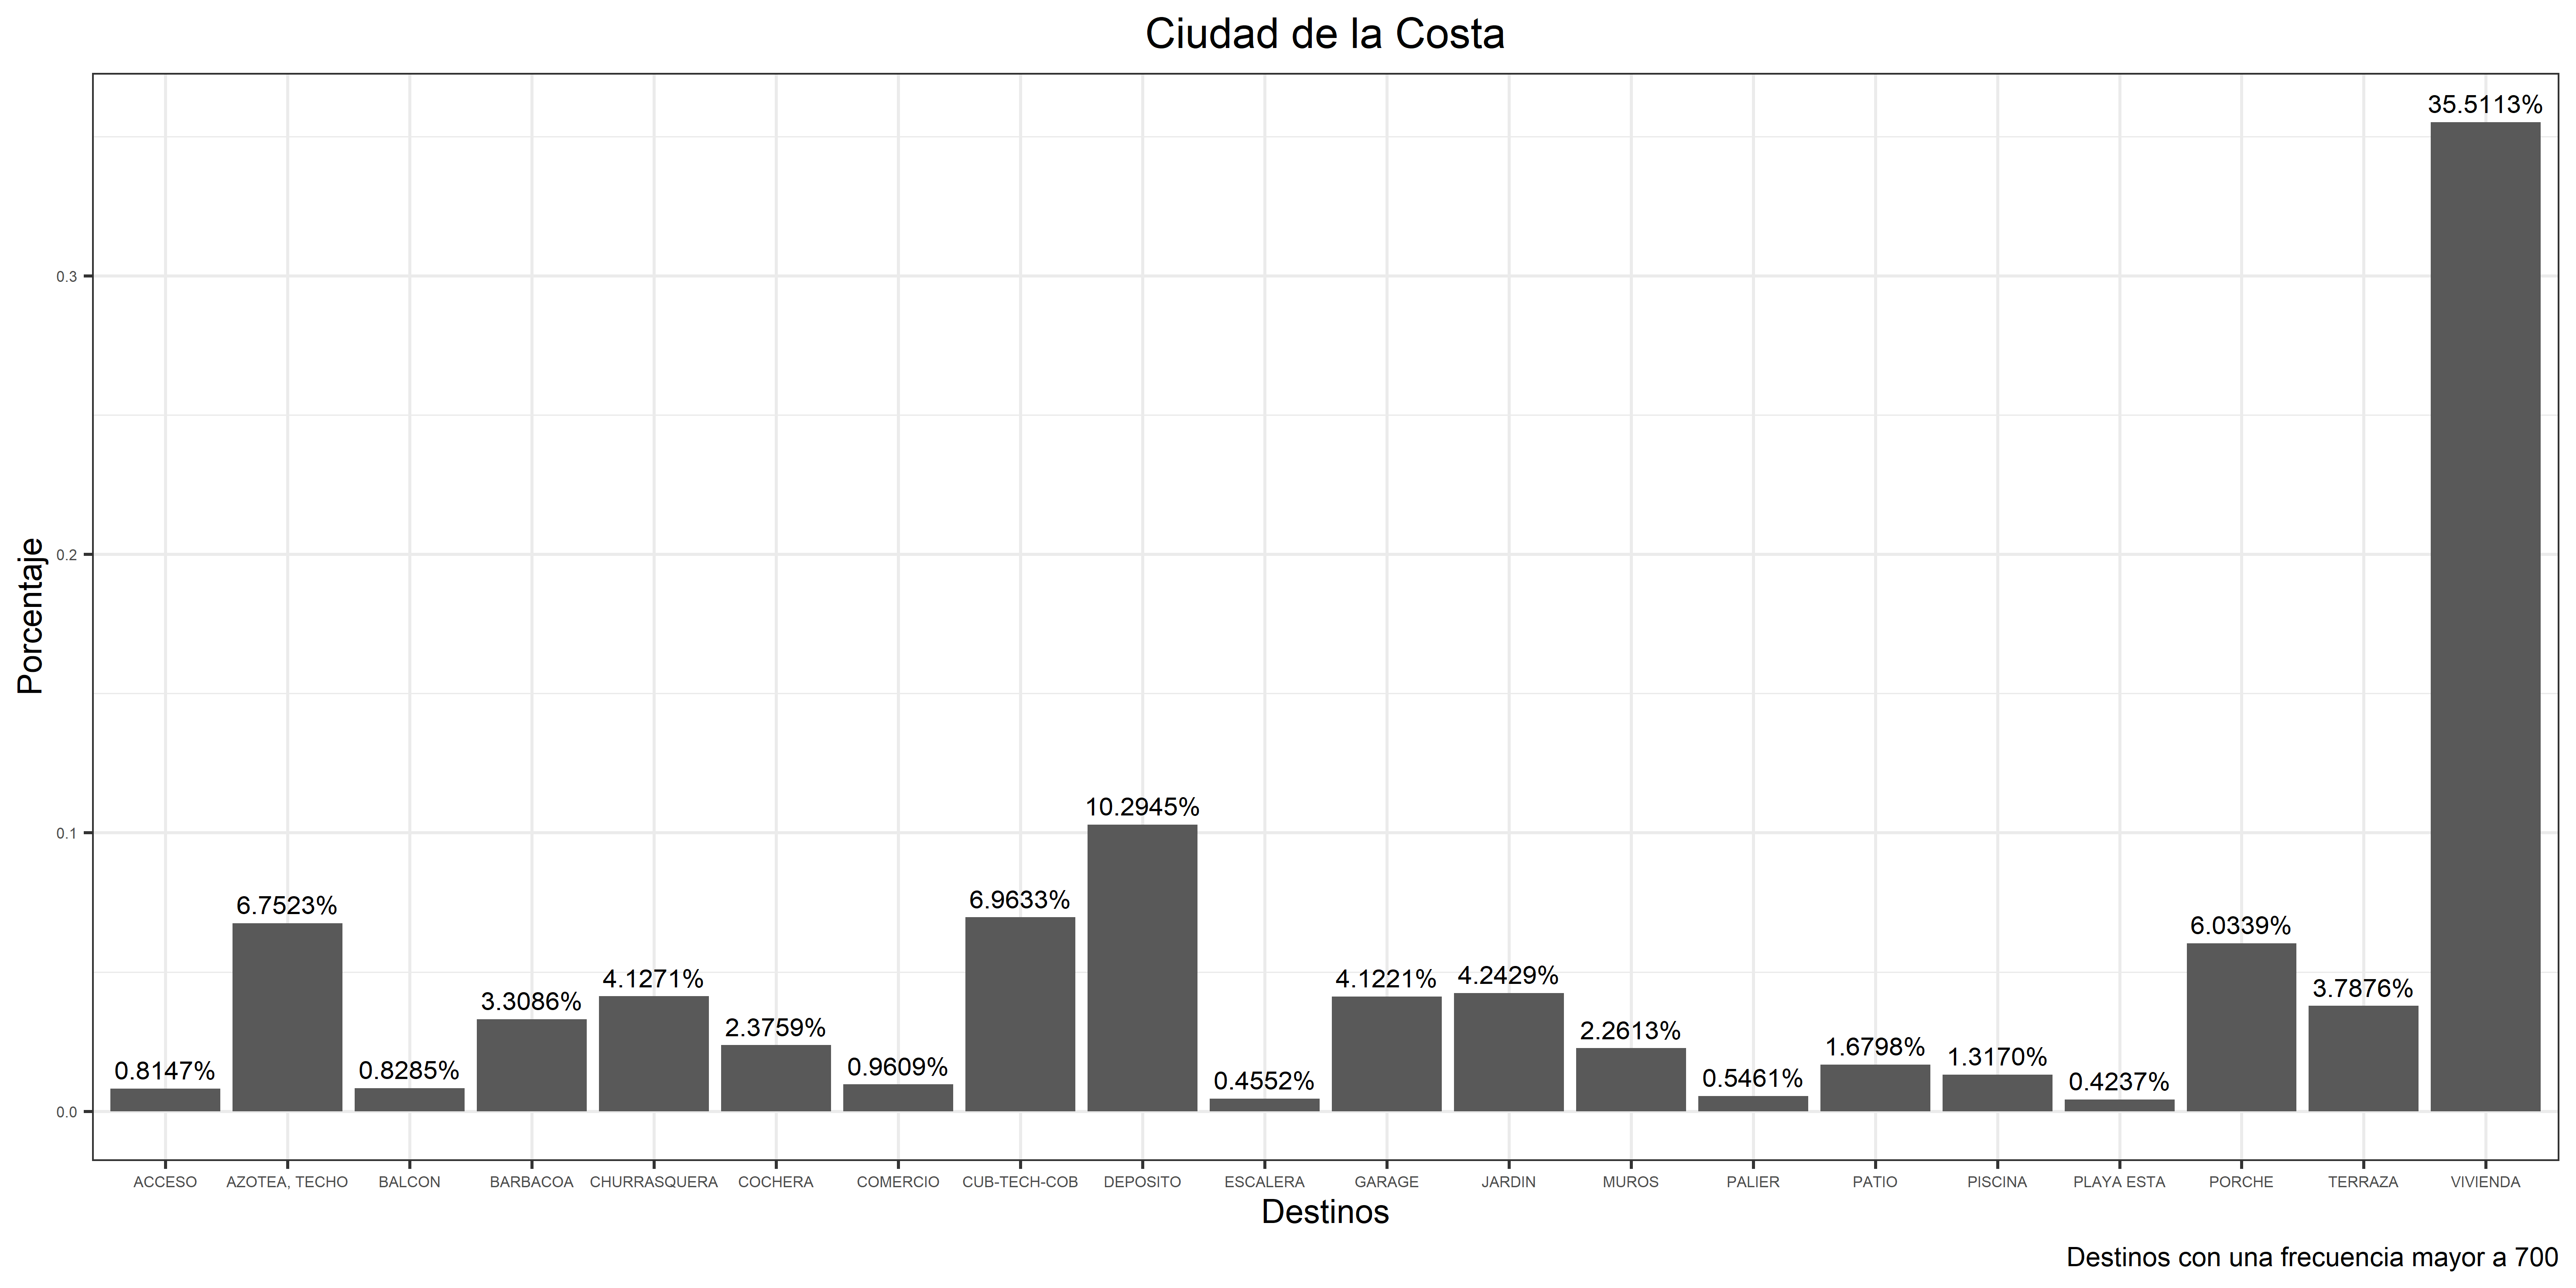 Ciudad de la Costa
Porcentaje
0.3
0.2
0.1
0.0
0.8147%
6.7523%
0.8285%
3.3086%
4.1271%
2.3759%
0.9609%
6.9633%
10.2945%
0.4552%
4.1221%
4.2429%
2.2613%
0.5461%
1.6798%
1.3170%
0.4237%
6.0339%
3.7876%
35.5113%
ACCESO
AZOTEA, TECHO
BALCON
BARBACOA
CHURRASQUERA
COCHERA
COMERCIO
CUB-TECH-COB
DEPOSITO
ESCALERA
GARAGE
JARDIN
MUROS
PALIER
PATIO
PISCINA
PLAYA ESTA
PORCHE
TERRAZA
VIVIENDA
Destinos
Destinos con una frecuencia mayor a 700